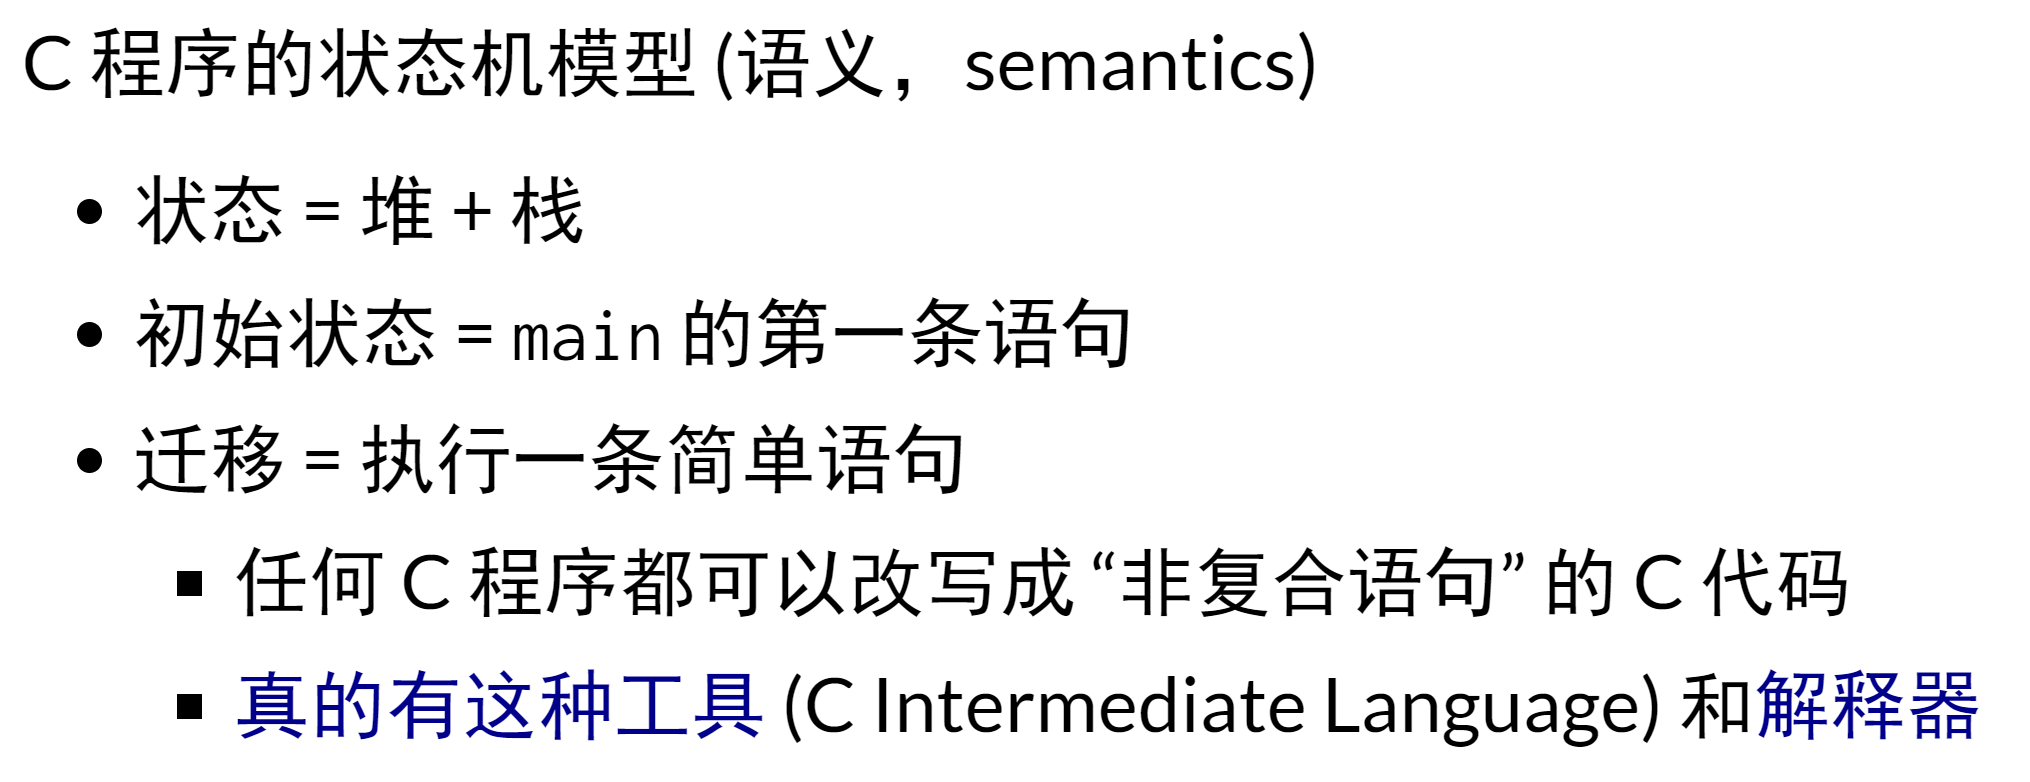 C 程序的状态机模型 (语义，semantics)
• 状态 = 堆 + 栈
• 初始状态 = main 的第一条语句
• 迁移 = 执行一条简单语句
▪ 任何 C 程序都可以改写成 “非复合语句” 的 C 代码
▪ 真的有这种工具 (C Intermediate Language) 和解释器